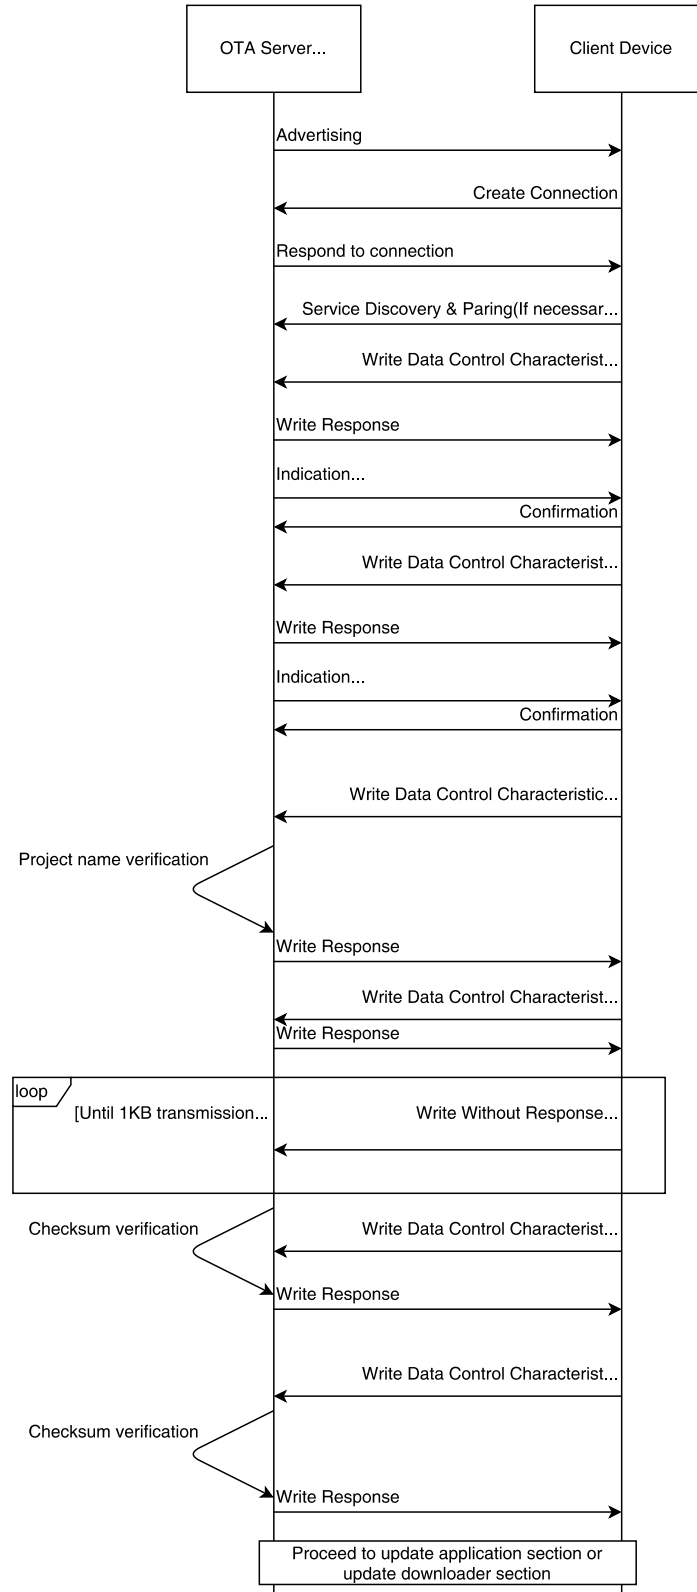 OTA Server...
Client Device
Advertising
Create Connection
Respond to connection
Service Discovery & Paring(If necessar...
Write Data Control Characterist...
Write Response
Indication...
Confirmation
Write Data Control Characterist...
Write Response
Indication...
Confirmation
Write Data Control Characteristic...
Project name verification
Write Response
Write Data Control Characterist...
Write Response
loop
[Until 1KB transmission...
Write Without Response...
Checksum verification
Write Data Control Characterist...
Write Response
Write Data Control Characterist...
Checksum verification
Write Response
Proceed to update application section or
update downloader section